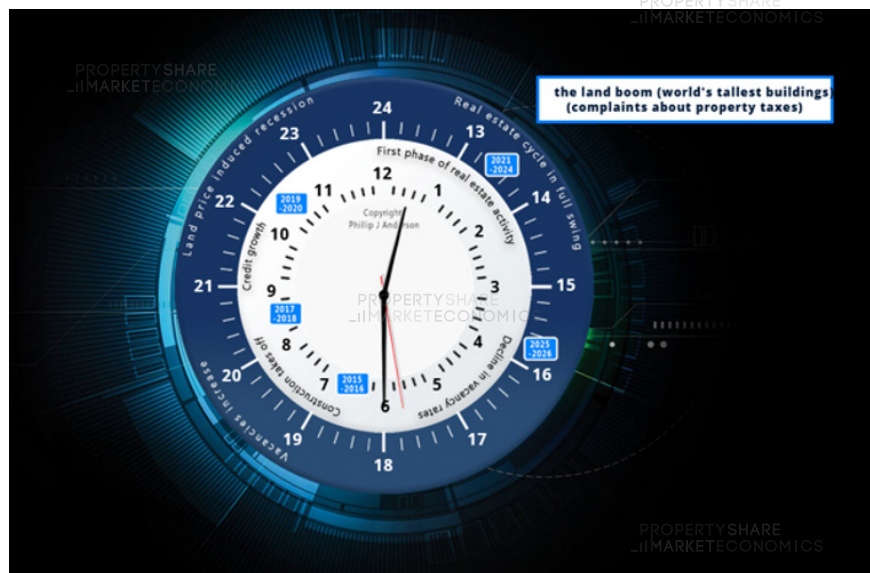 PROPERTYSHARE
MARKETECONOMICS
PROPERTYSHARE
MARKETECONOMICS
the land boom (world's tallest buildings)
(complaints about property taxes)
24
13
14
15
16
17
18
19
20
21
22
23
Real estate cycle in full swing
Land price induced recession
Vacancies increase
2021
-2024
2025
-2026
First phase of real estate activity
Decline in vacancy rates
Construction takes off
Credit growth
12
1
2
3
4
5
6
7
8
9
10
11
2019
-2020
2017
-2018
2015
-2016
Copyright
Phillip J Anderson
PROPERTYSHARE
MARKETECONOMICS
PROPERTYSHARE
MARKETECONOMICS